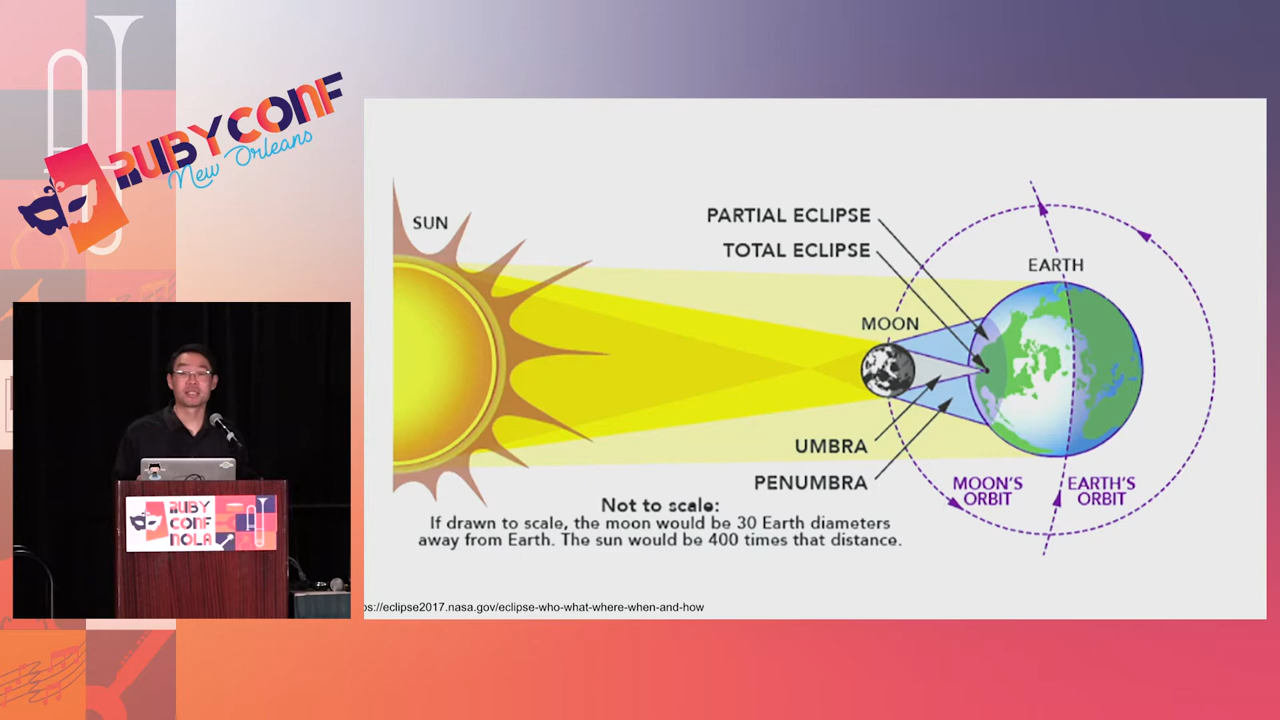 RUBYCONF
New Orleans
RUBY
CONF
NOLA
SUN
PARTIAL ECLIPSE
TOTAL ECLIPSE
EARTH
MOON
UMBRA
PENUMBRA
MOON'S
ORBIT
EARTH'S
ORBIT
Not to scale:
If drawn to scale, the moon would be 30 Earth diameters
away from Earth. The sun would be 400 times that distance.
ps://eclipse2017.nasa.gov/eclipse-who-what-where-when-and-how